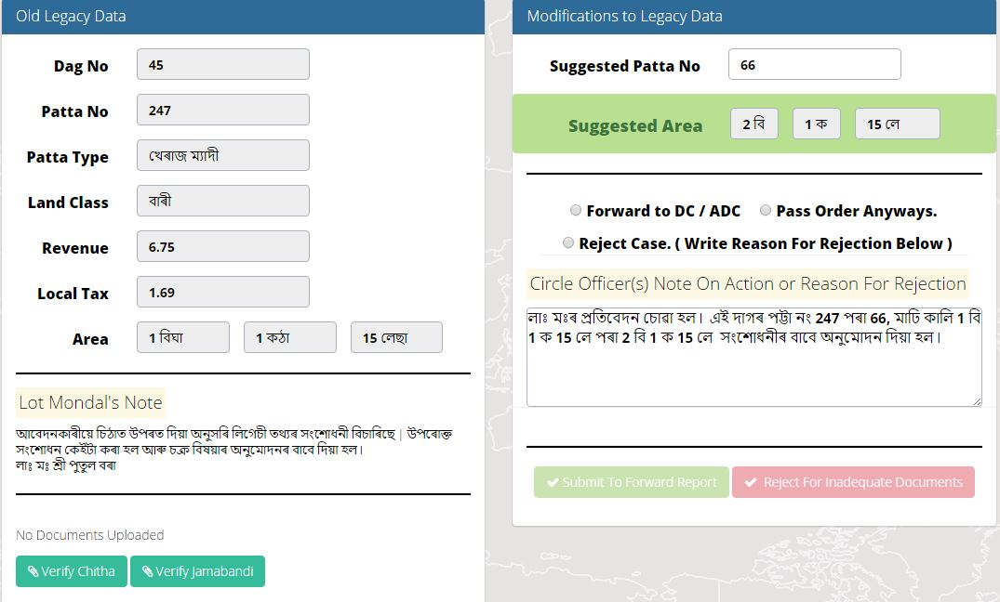 Old Legacy Data
Dag No 45
Patta No 247
Patta Type খেৰাজ ম্যাদী
Land Class বাৰী
Revenue 6.75
Local Tax 1.69
Area 1 বিঘা 1 কঠা 15 লেছা
Lot Mondal's Note
আবেদনকাৰীয়ে চিঠাত উপৰত দিয়া অনুসৰি লিগেচী তথ্যৰ সংশোধনী বিচাৰিছে | উপৰোক্ত
সংশোধন কেইটা কৰা হল আৰু চক্ৰ বিষয়াৰ অনুমোদনৰ বাবে দিয়া হল।
লাঃ মঃ শ্ৰী পুতুল বৰা
No Documents Uploaded
Verify Chitha Verify Jamabandi
Modifications to Legacy Data
Suggested Patta No 66
Suggested Area 2 বি 1 ক 15 লে
Forward to DC / ADC Pass Order Anyways.
Reject Case. ( Write Reason For Rejection Below )
Circle Officer(s) Note On Action or Reason For Rejection
লাঃ মঃৰ প্ৰতিবেদন চোৱা হল। এই দাগৰ পট্টা নং 247 পৰা 66, মাটি কালি 1 বি
1 ক 15 লে পৰা 2 বি 1 ক 15 লে সংশোধনীৰ বাবে অনুমোদন দিয়া হল।
Submit To Forward Report Reject For Inadequate Documents